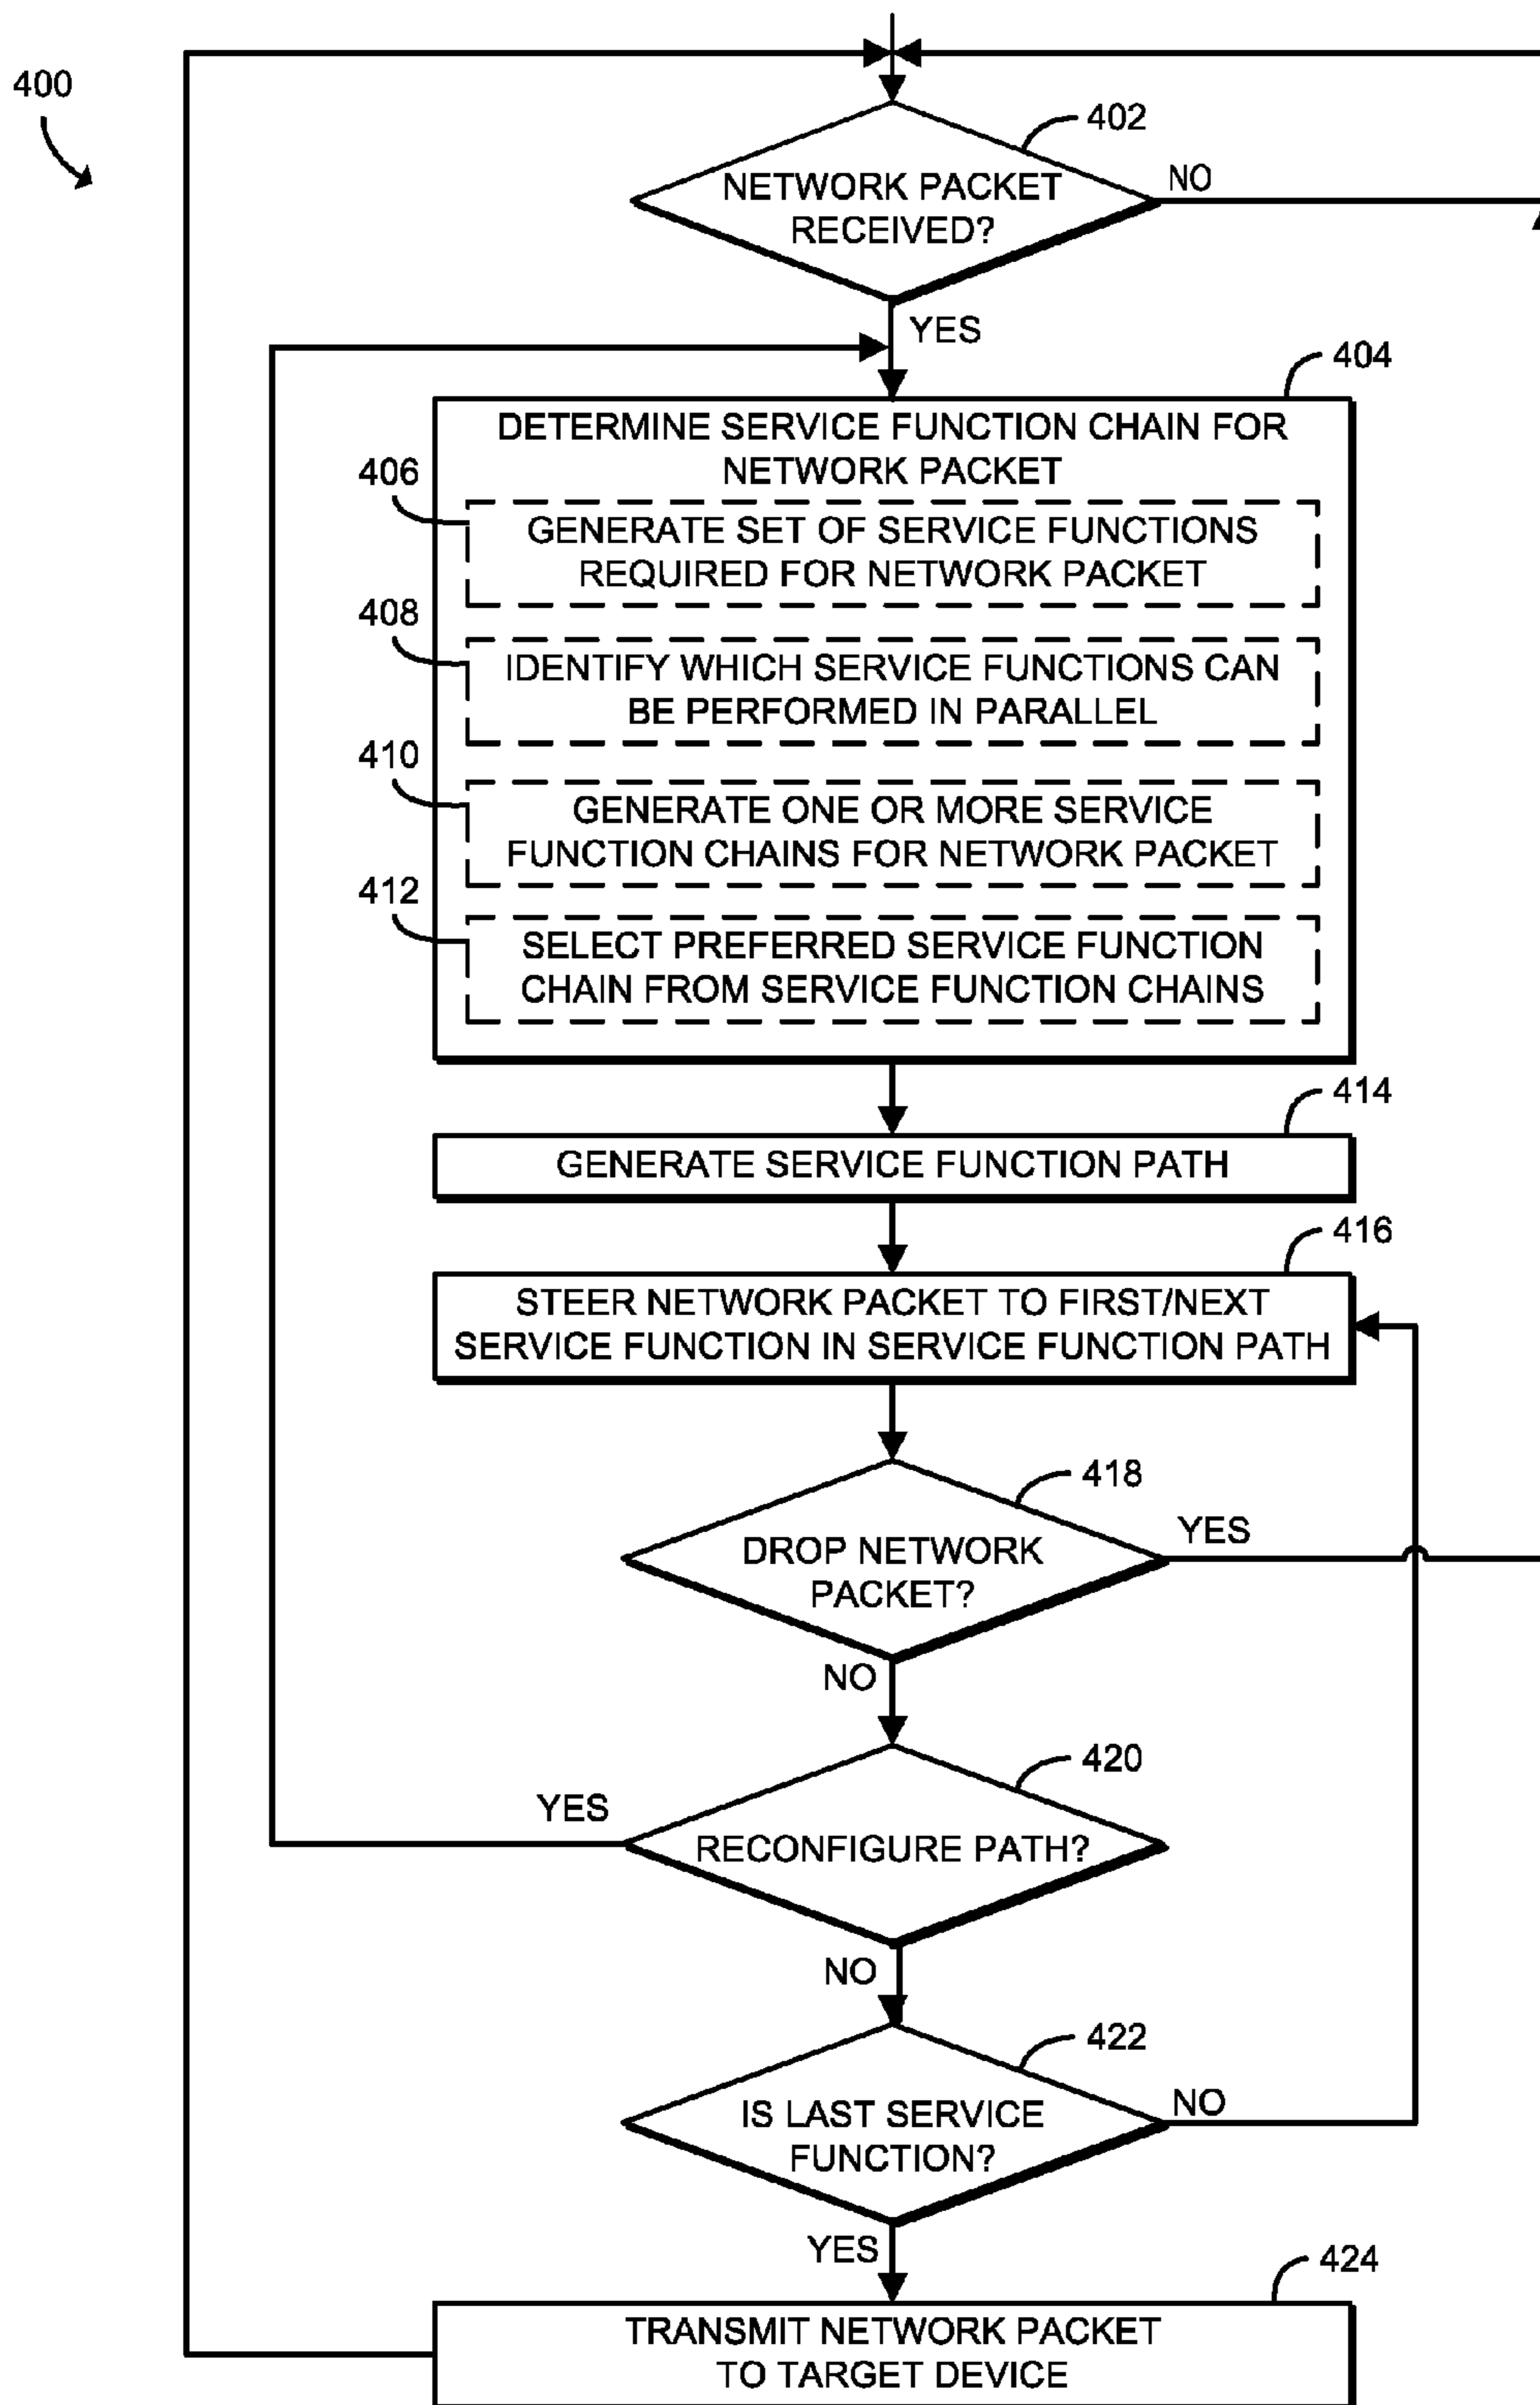 400
402
NETWORK PACKET
RECEIVED?
NO
YES
404
DETERMINE SERVICE FUNCTION CHAIN FOR
NETWORK PACKET
406
GENERATE SET OF SERVICE FUNCTIONS
REQUIRED FOR NETWORK PACKET
408
IDENTIFY WHICH SERVICE FUNCTIONS CAN
BE PERFORMED IN PARALLEL
410
GENERATE ONE OR MORE SERVICE
FUNCTION CHAINS FOR NETWORK PACKET
412
SELECT PREFERRED SERVICE FUNCTION
CHAIN FROM SERVICE FUNCTION CHAINS
414
GENERATE SERVICE FUNCTION PATH
416
STEER NETWORK PACKET TO FIRST/NEXT
SERVICE FUNCTION IN SERVICE FUNCTION PATH
418
DROP NETWORK
PACKET?
YES
NO
420
RECONFIGURE PATH?
YES
NO
422
IS LAST SERVICE
FUNCTION?
NO
YES
424
TRANSMIT NETWORK PACKET
TO TARGET DEVICE